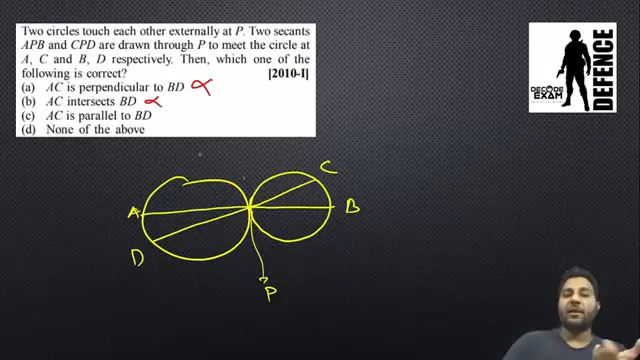 Two circles touch each other externally at P. Two secants
APB and CPD are drawn through P to meet the circle at
A, C and B, D respectively. Then, which one of the
following is correct? [2010-I]
(a) AC is perpendicular to BD
(b) AC intersects BD
(c) AC is parallel to BD
(d) None of the above
DECODE
EXAM
DEFENCE
C
A
B
D
P